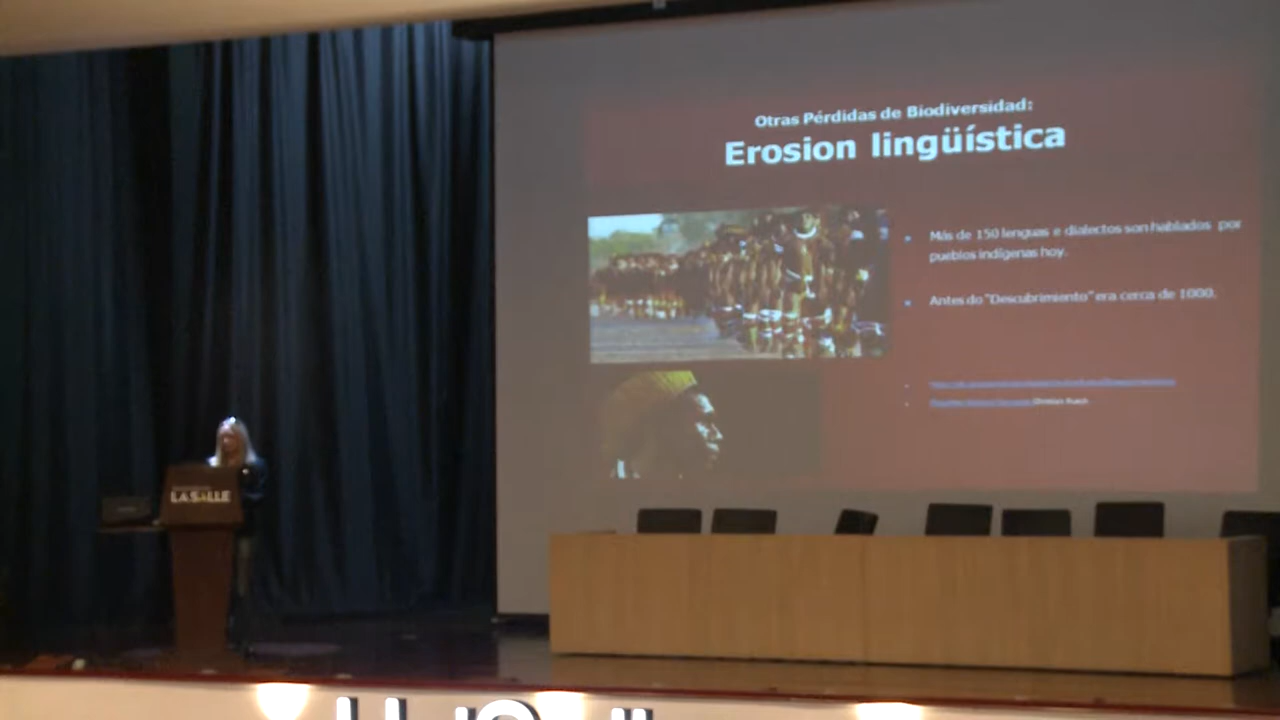 Otras Pérdidas de Biodiversidad:
Erosion lingüística
Más de 150 lenguas e dialectos son hablados por
pueblos indígenas hoy.
Antes do "Descubrimiento" era cerca de 1000.
LA SALLE